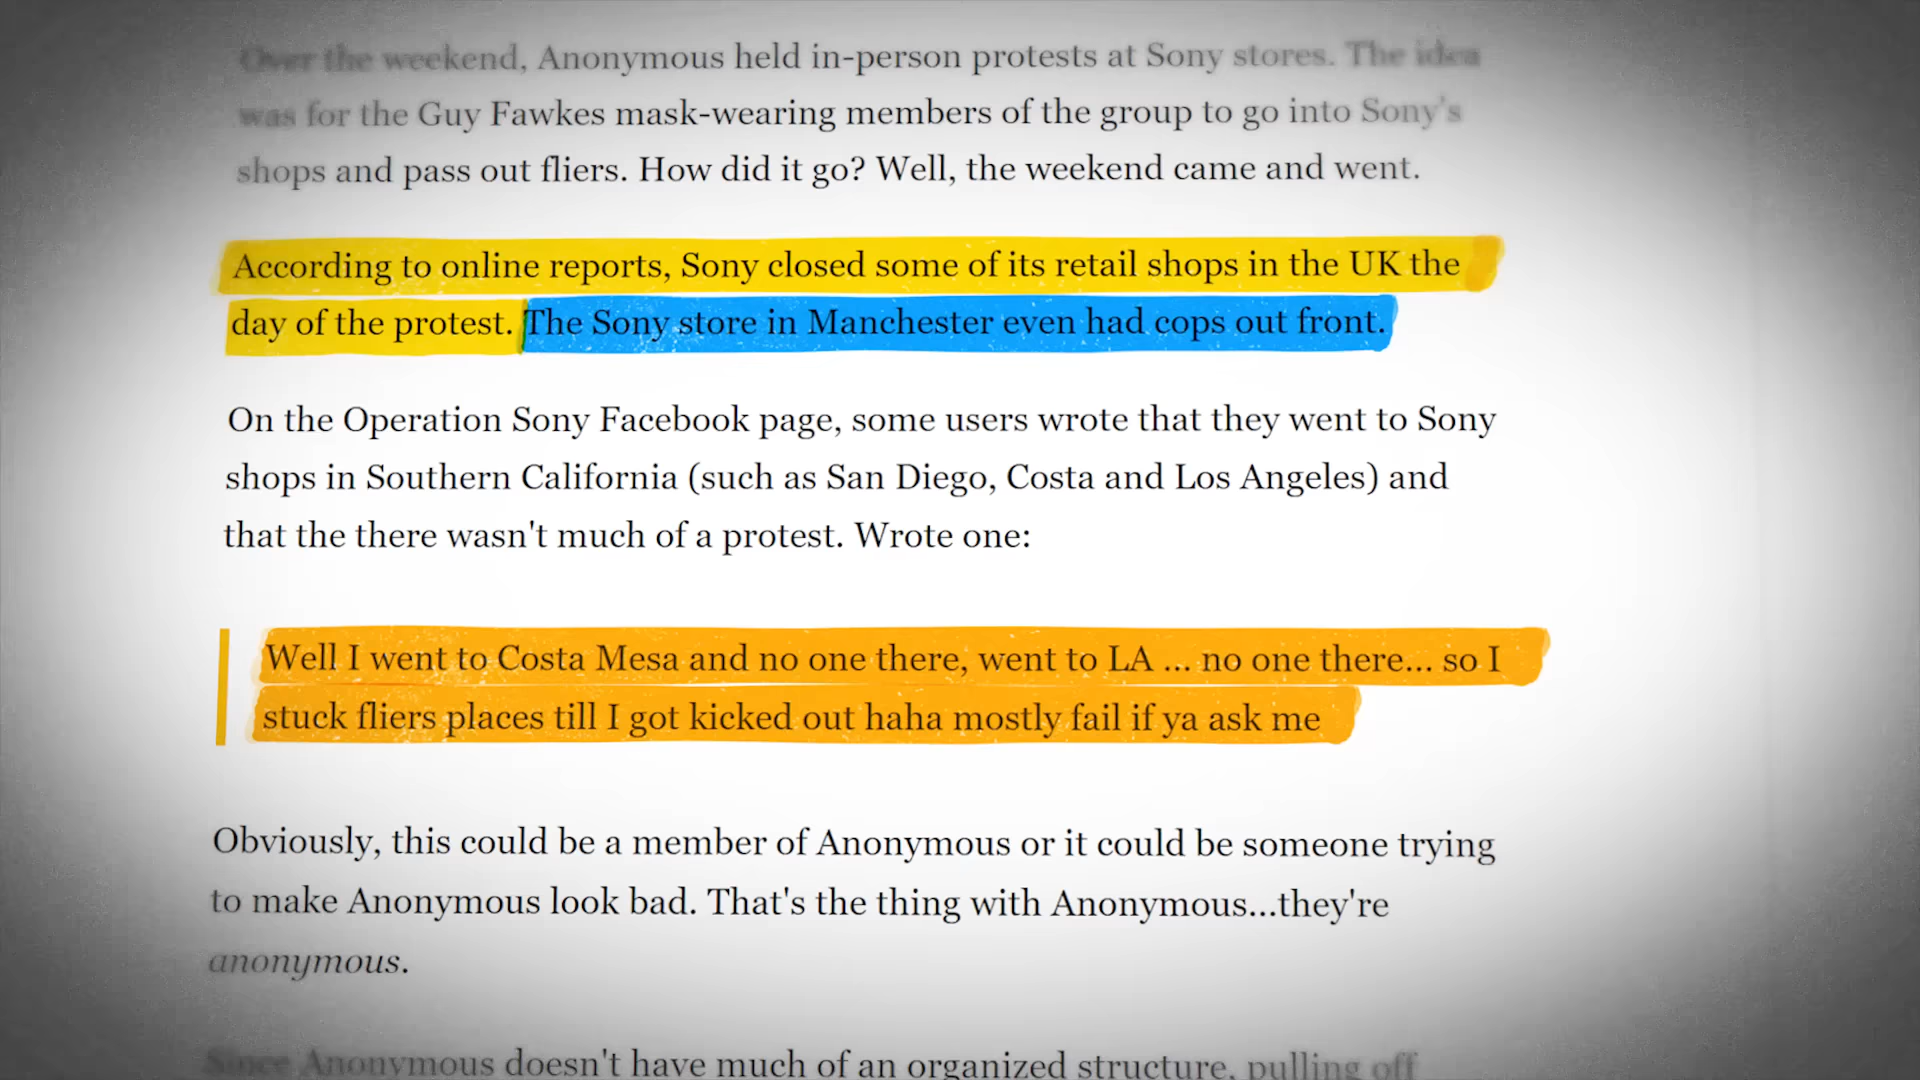 Over the weekend, Anonymous held in-person protests at Sony stores. The idea
was for the Guy Fawkes mask-wearing members of the group to go into Sony's
shops and pass out fliers. How did it go? Well, the weekend came and went.
According to online reports, Sony closed some of its retail shops in the UK the
day of the protest. The Sony store in Manchester even had cops out front.
On the Operation Sony Facebook page, some users wrote that they went to Sony
shops in Southern California (such as San Diego, Costa and Los Angeles) and
that the there wasn't much of a protest. Wrote one:
Well I went to Costa Mesa and no one there, went to LA ... no one there... so I
stuck fliers places till I got kicked out haha mostly fail if ya ask me
Obviously, this could be a member of Anonymous or it could be someone trying
to make Anonymous look bad. That's the thing with Anonymous...they're
anonymous.
Since Anonymous doesn't have much of an organized structure, pulling off